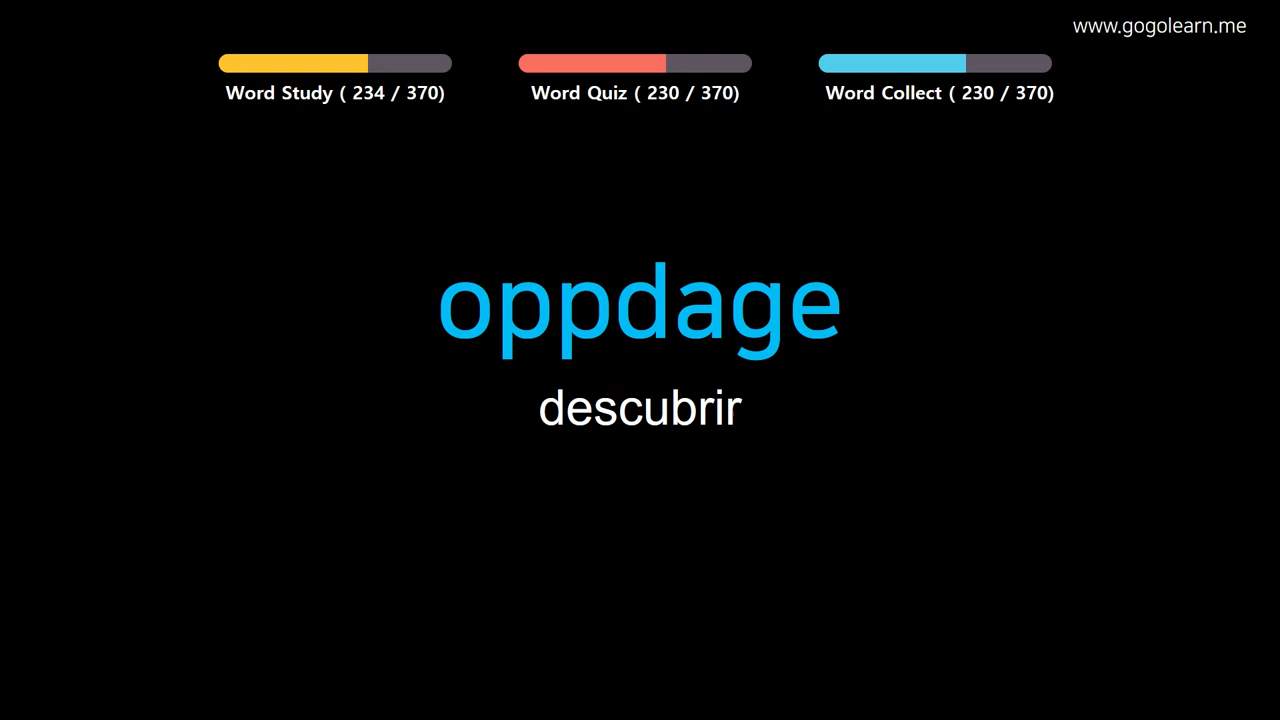 www.gogolearn.me
Word Study ( 234 / 370)
Word Quiz ( 230 / 370)
Word Collect ( 230 / 370)
oppdage
descubrir